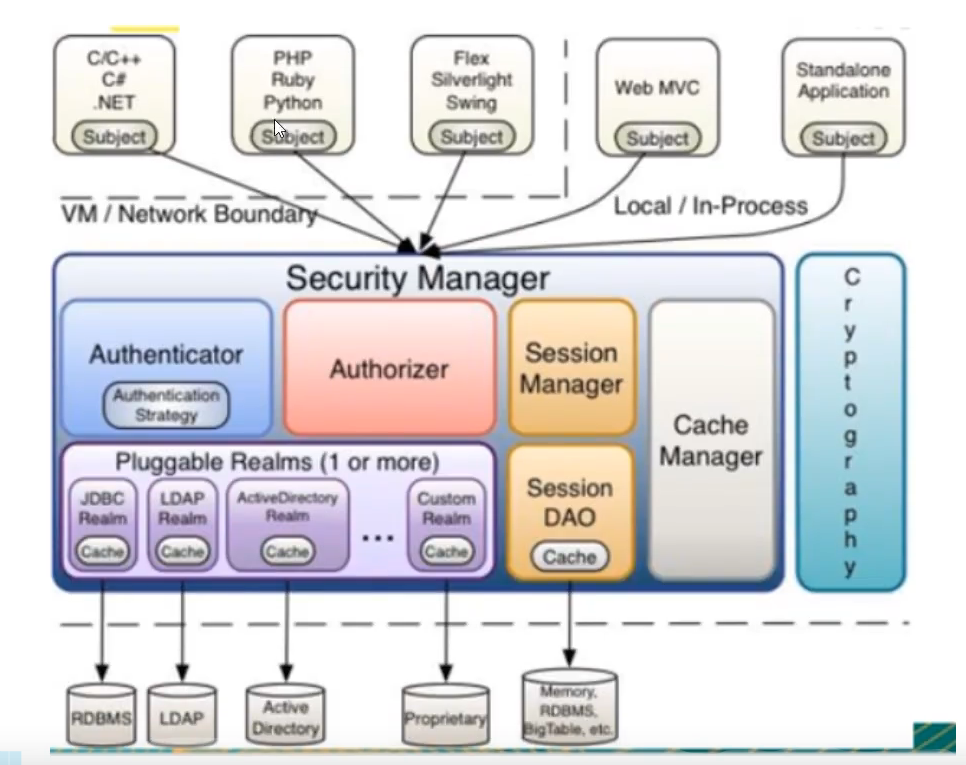 C/C++
C#
.NET
Subject
PHP
Ruby
Python
Subject
Flex
Silverlight
Swing
Subject
Web MVC
Subject
Standalone
Application
Subject
VM / Network Boundary
Local / In-Process
Security Manager
Authenticator
Authentication
Strategy
Authorizer
Session
Manager
Cache
Manager
Pluggable Realms (1 or more)
JDBC
Realm
Cache
LDAP
Realm
Cache
ActiveDirectory
Realm
Cache
...
Custom
Realm
Cache
Session
DAO
Cache
Cryptography
RDBMS
LDAP
Active
Directory
Proprietary
Memory,
RDBMS,
BigTable, etc.